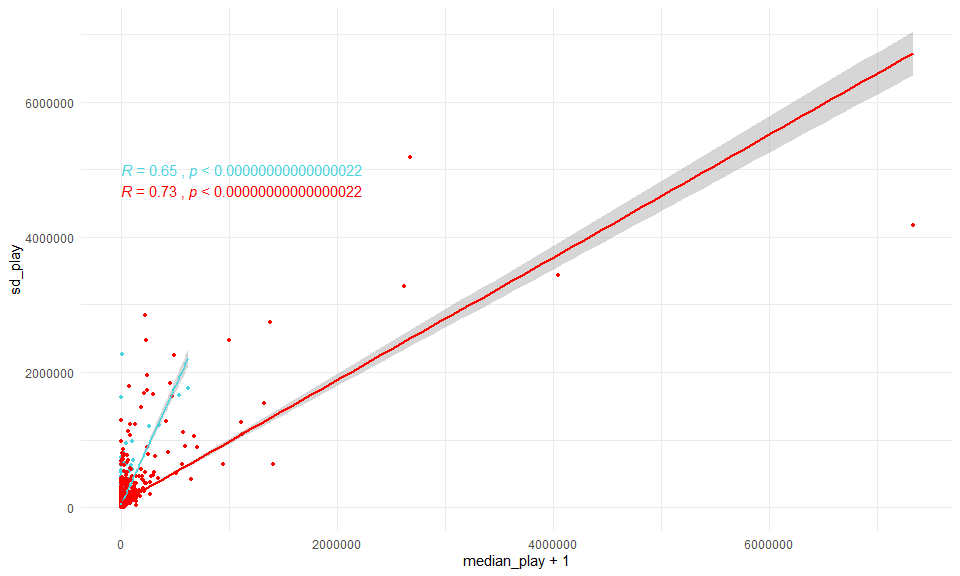 6000000
R = 0.65 , p < 0.00000000000000022
R = 0.73 , p < 0.00000000000000022
4000000
sd_play
2000000
0
0 2000000 4000000 6000000
median_play + 1